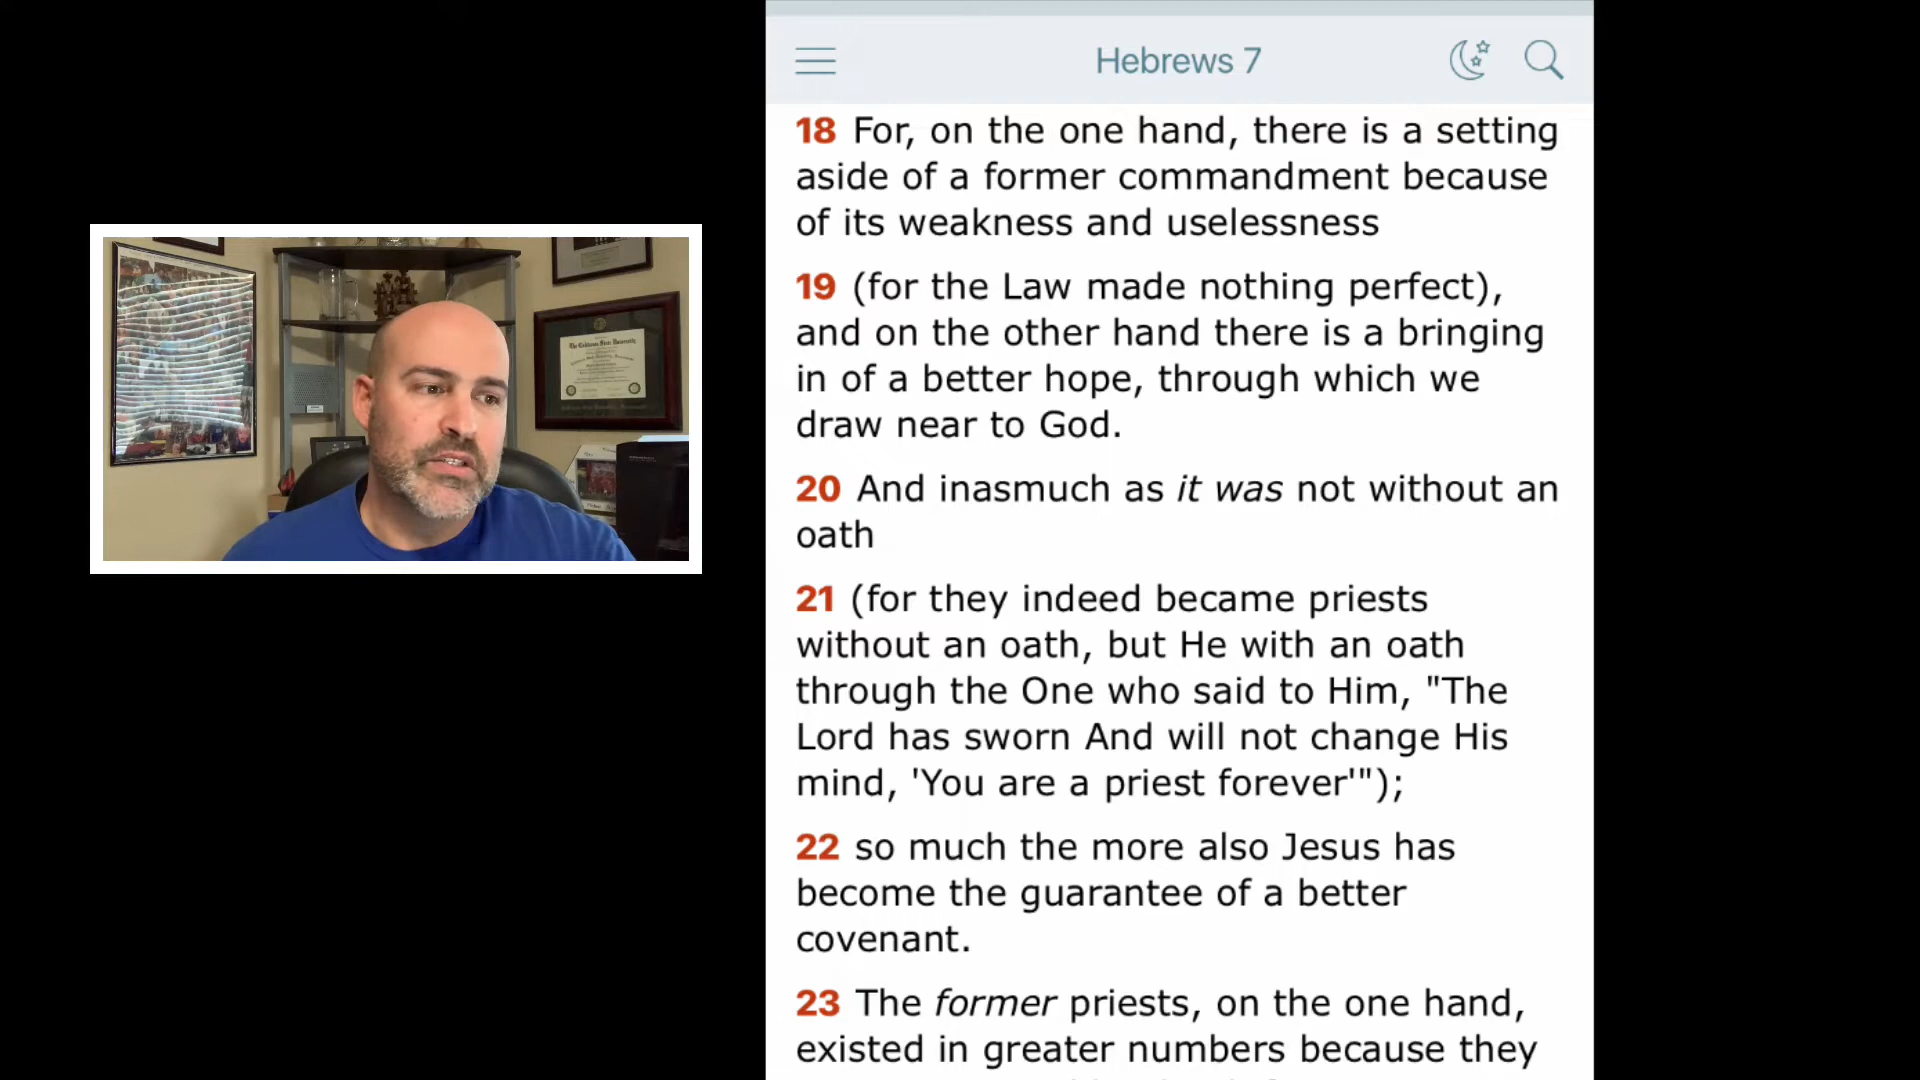 Hebrews 7
18 For, on the one hand, there is a setting
aside of a former commandment because
of its weakness and uselessness
19 (for the Law made nothing perfect),
and on the other hand there is a bringing
in of a better hope, through which we
draw near to God.
20 And inasmuch as it was not without an
oath
21 (for they indeed became priests
without an oath, but He with an oath
through the One who said to Him, "The
Lord has sworn And will not change His
mind, 'You are a priest forever'");
22 so much the more also Jesus has
become the guarantee of a better
covenant.
23 The former priests, on the one hand,
existed in greater numbers because they
The California State University